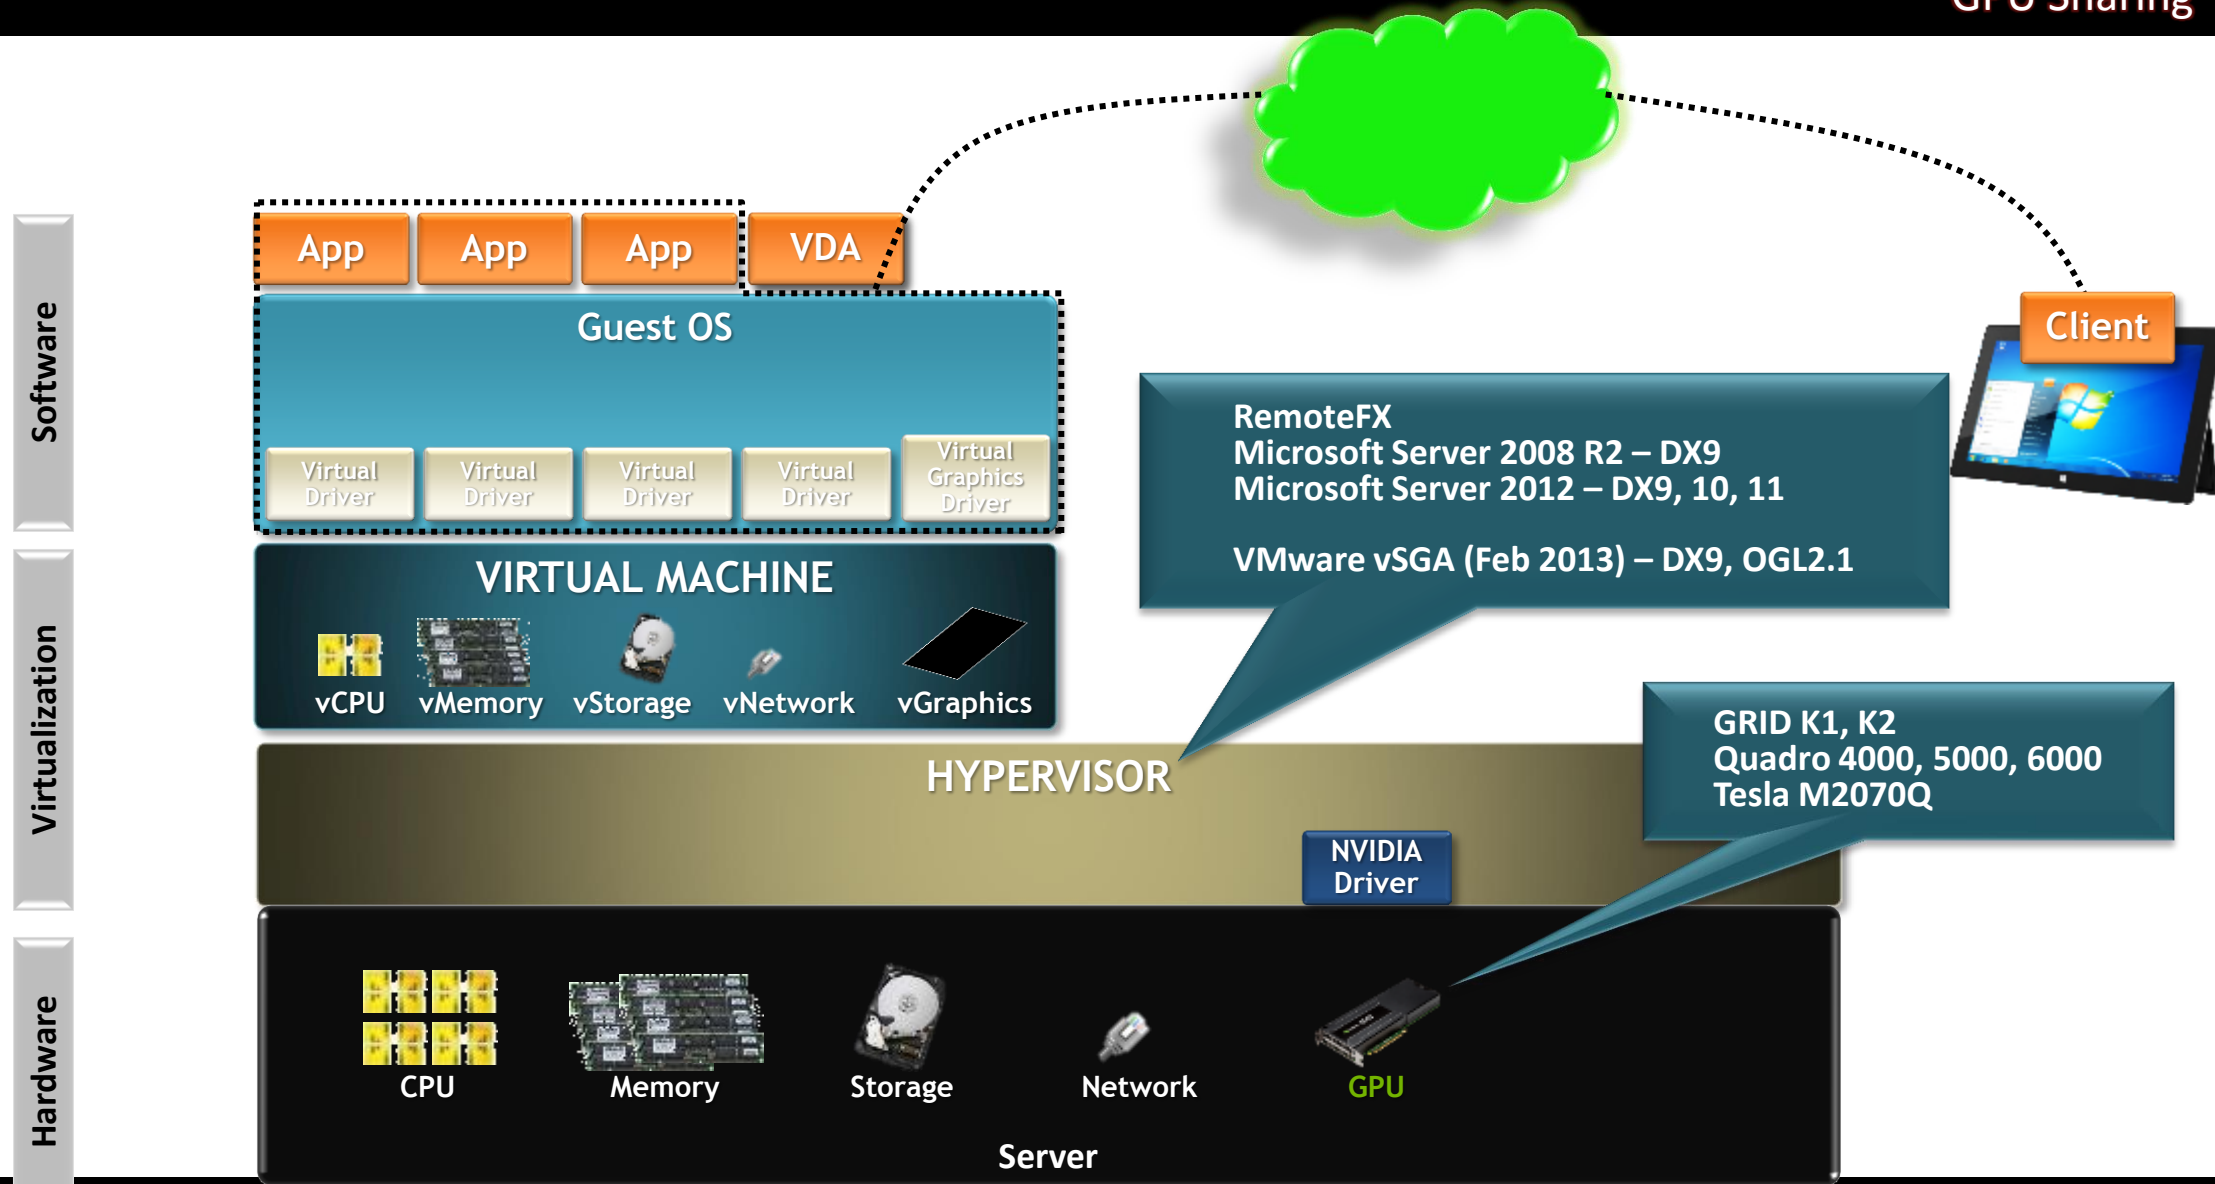 GPU Sharing
Software
App
App
App
VDA
Guest OS
Virtual
Driver
Virtual
Driver
Virtual
Driver
Virtual
Driver
Virtual
Graphics
Driver
Client
RemoteFX
Microsoft Server 2008 R2 – DX9
Microsoft Server 2012 – DX9, 10, 11
VMware vSGA (Feb 2013) – DX9, OGL2.1
Virtualization
VIRTUAL MACHINE
vCPU
vMemory
vStorage
vNetwork
vGraphics
HYPERVISOR
NVIDIA
Driver
GRID K1, K2
Quadro 4000, 5000, 6000
Tesla M2070Q
Hardware
CPU
Memory
Storage
Network
GPU
Server